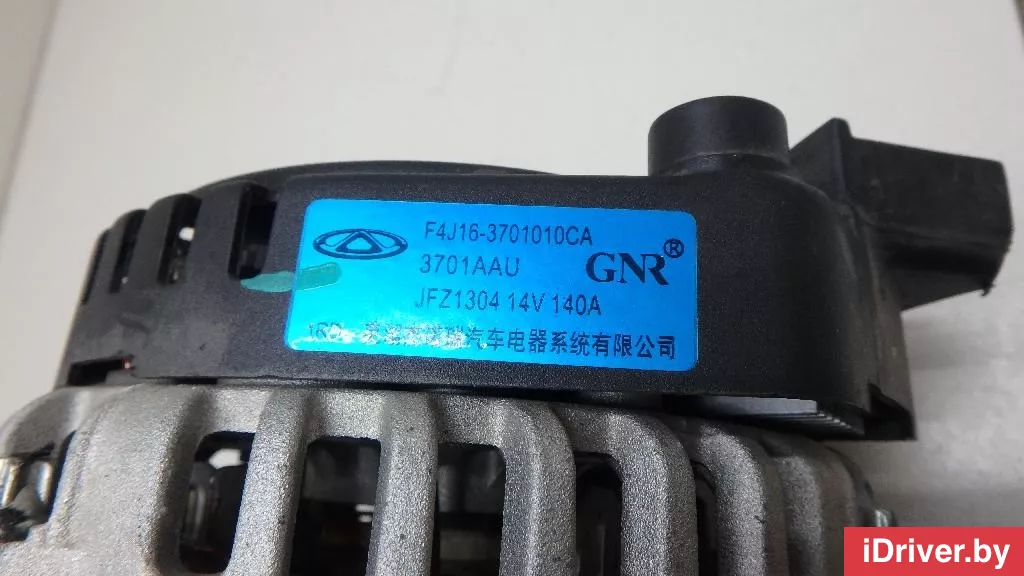 F4J16-3701010CA
3701AAU
GNR®
JFZ1304 14V 140A
汽车电器系统有限公司
iDriver.by